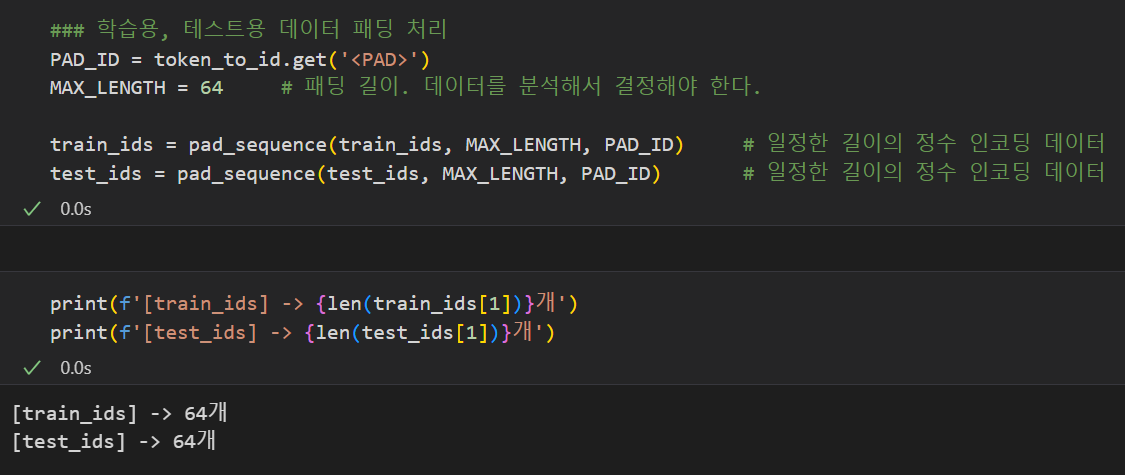 ### 학습용, 테스트용 데이터 패딩 처리
PAD_ID = token_to_id.get('<PAD>')
MAX_LENGTH = 64     # 패딩 길이. 데이터를 분석해서 결정해야 한다.
train_ids = pad_sequence(train_ids, MAX_LENGTH, PAD_ID)     # 일정한 길이의 정수 인코딩 데이터
test_ids = pad_sequence(test_ids, MAX_LENGTH, PAD_ID)       # 일정한 길이의 정수 인코딩 데이터
0.0s
print(f'[train_ids] -> {len(train_ids[1])}개')
print(f'[test_ids] -> {len(test_ids[1])}개')
0.0s
[train_ids] -> 64개
[test_ids] -> 64개